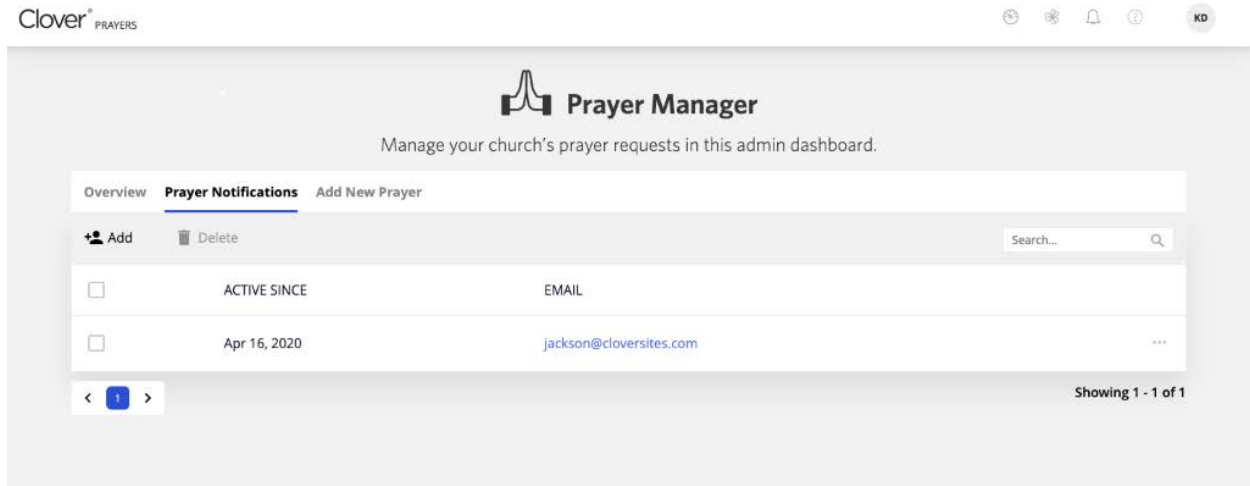 Clover® PRAYERS
KD
Prayer Manager
Manage your church's prayer requests in this admin dashboard.
Overview Prayer Notifications Add New Prayer
Add Delete Search...
ACTIVE SINCE EMAIL
Apr 16, 2020 jackson@cloversites.com ...
< 1 > Showing 1 - 1 of 1